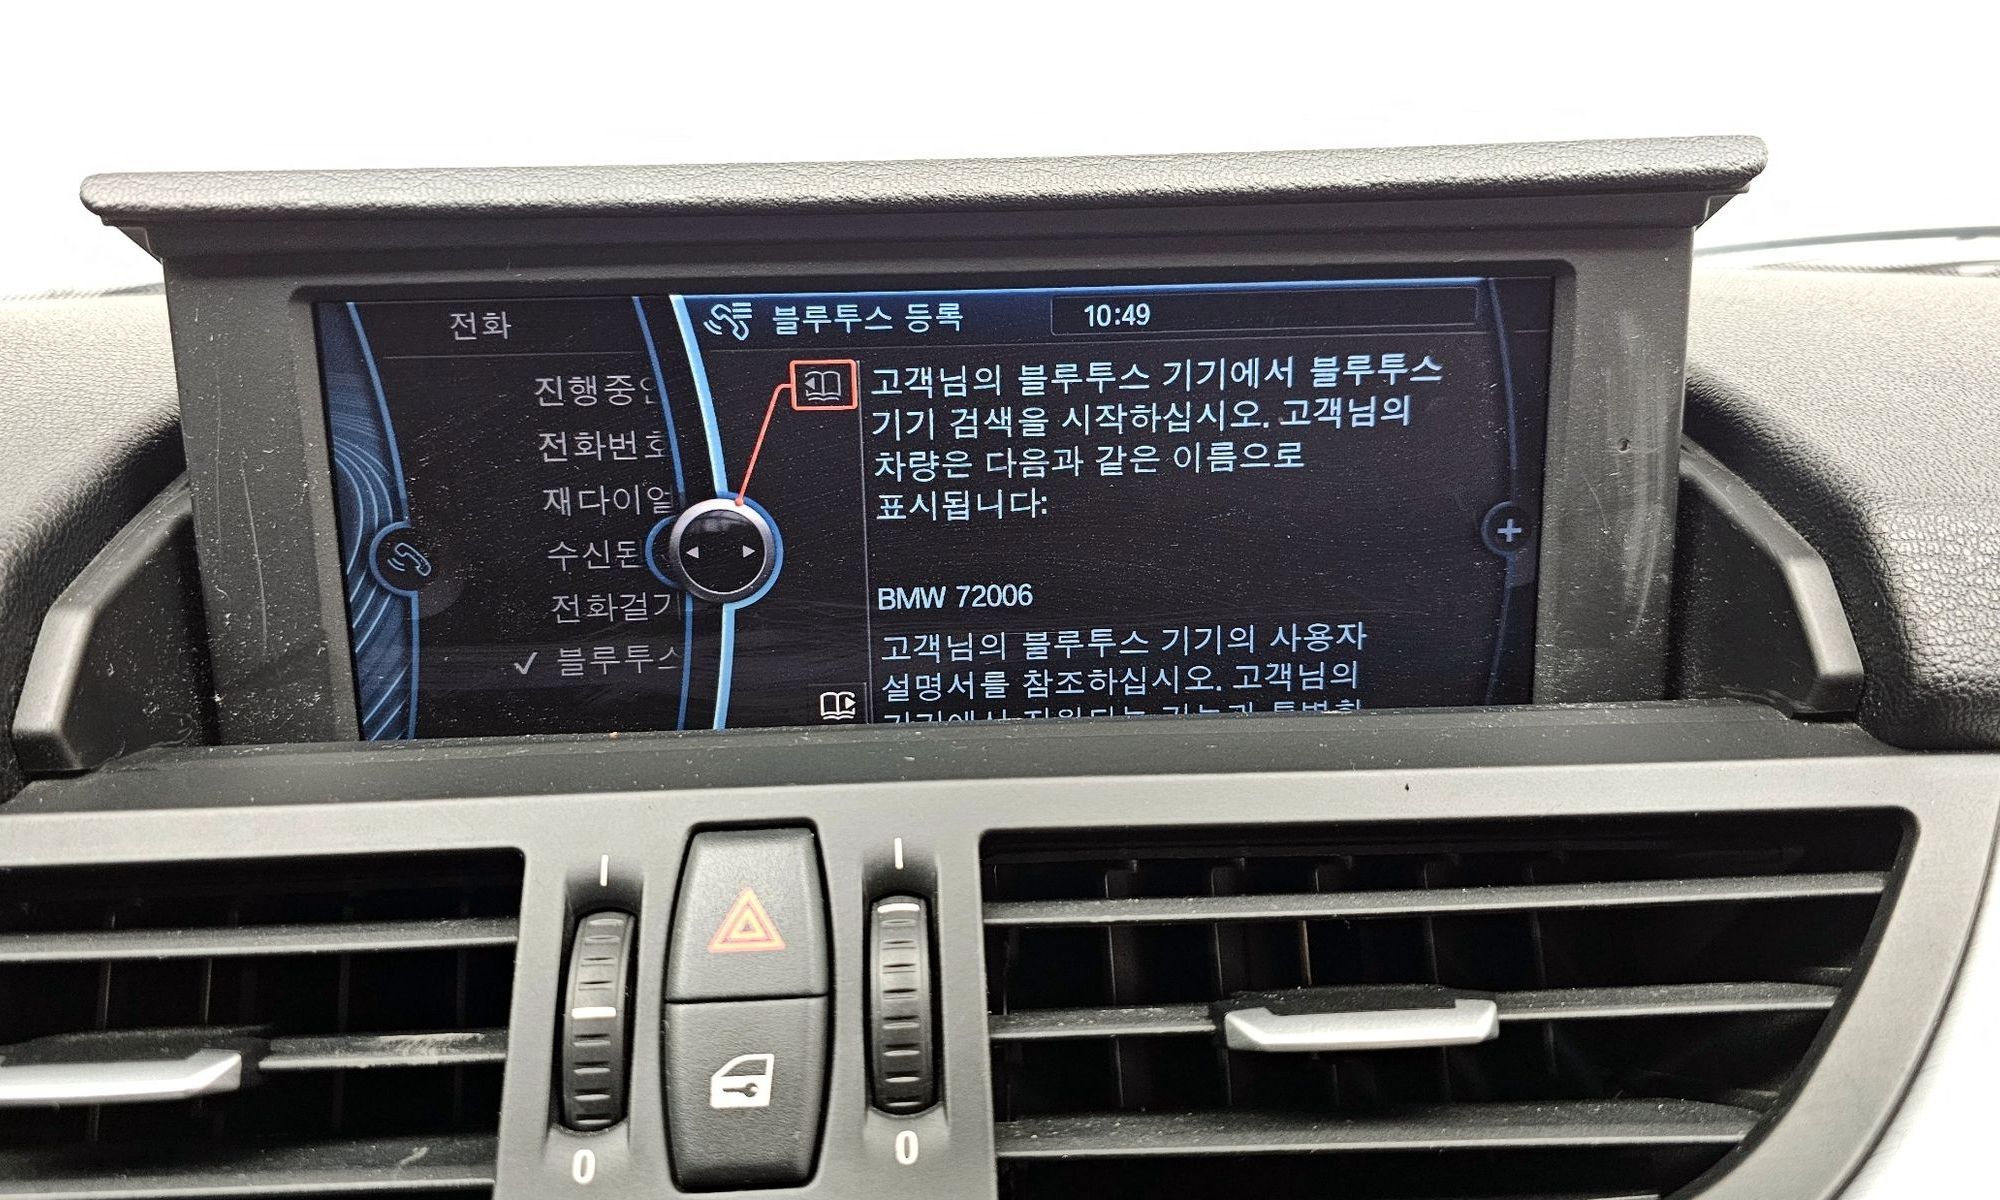 전화
블루투스 등록
10:49
진행중인
전화번호
재다이얼
수신된
전화걸기
블루투스
고객님의 블루투스 기기에서 블루투스
기기 검색을 시작하십시오. 고객님의
차량은 다음과 같은 이름으로
표시됩니다:
BMW 72006
고객님의 블루투스 기기의 사용자
설명서를 참조하십시오. 고객님의
0
0